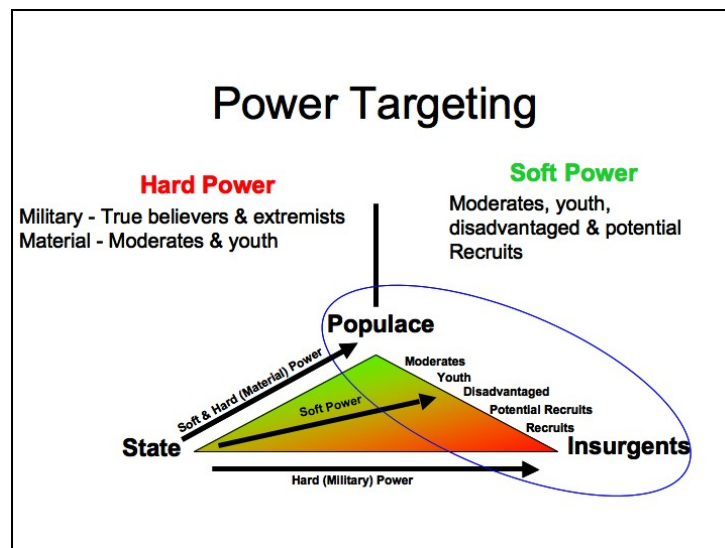 Power Targeting
Hard Power
Military - True believers & extremists
Material - Moderates & youth
Soft Power
Moderates, youth,
disadvantaged & potential
Recruits
Populace
Soft & Hard (Material) Power
Soft Power
Moderates
Youth
Disadvantaged
Potential Recruits
Recruits
State
Insurgents
Hard (Military) Power